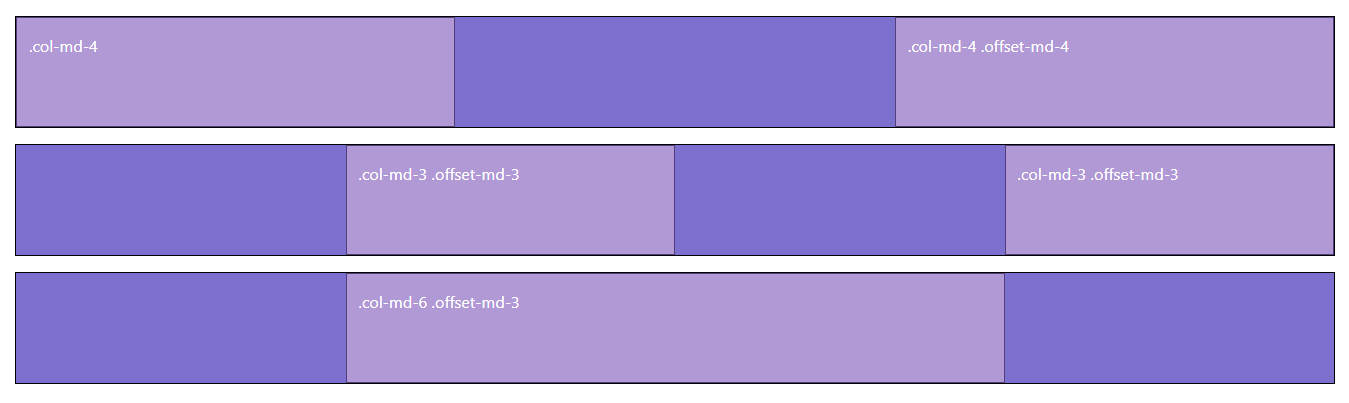 .col-md-4
.col-md-4 .offset-md-4
.col-md-3 .offset-md-3
.col-md-3 .offset-md-3
.col-md-6 .offset-md-3